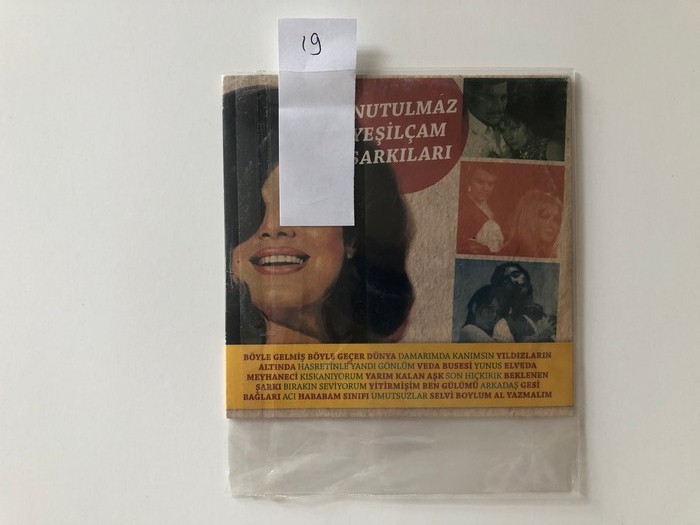 19
NUTULMAZ
YEŞİLÇAM
ŞARKILARI
BÖYLE GELMİŞ BÖYLE GEÇER DÜNYA DAMARIMDA KANIMSIN YILDIZLARIN
ALTINDA HASRETİNLE YANDI GÖNLÜM VEDA BUSESİ YUNUS ELVEDA
MEYHANECİ KISKANIYORUM YARIM KALAN AŞK SON HIÇKIRIK BEKLENEN
ŞARKI BIRAKIN SEVİYORUM YİTİRMİŞİM BEN GÜLÜMÜ ARKADAŞ GESİ
BAĞLARI ACI HABABAM SINIFI UMUTSUZLAR SELVİ BOYLUM AL YAZMALIM